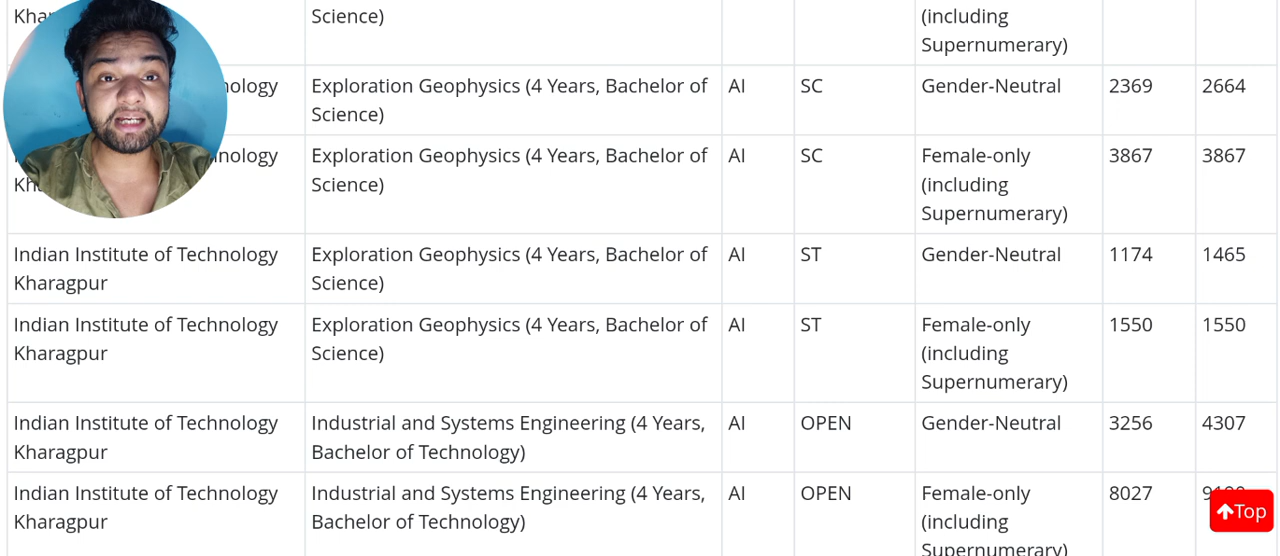 Science)
(including
Supernumerary)
Exploration Geophysics (4 Years, Bachelor of
Science)
AI
SC
Gender-Neutral
2369
2664
Exploration Geophysics (4 Years, Bachelor of
Science)
AI
SC
Female-only
(including
Supernumerary)
3867
3867
Indian Institute of Technology
Kharagpur
Exploration Geophysics (4 Years, Bachelor of
Science)
AI
ST
Gender-Neutral
1174
1465
Indian Institute of Technology
Kharagpur
Exploration Geophysics (4 Years, Bachelor of
Science)
AI
ST
Female-only
(including
Supernumerary)
1550
1550
Indian Institute of Technology
Kharagpur
Industrial and Systems Engineering (4 Years,
Bachelor of Technology)
AI
OPEN
Gender-Neutral
3256
4307
Indian Institute of Technology
Kharagpur
Industrial and Systems Engineering (4 Years,
Bachelor of Technology)
AI
OPEN
Female-only
(including
Supernumerary)
8027
Top